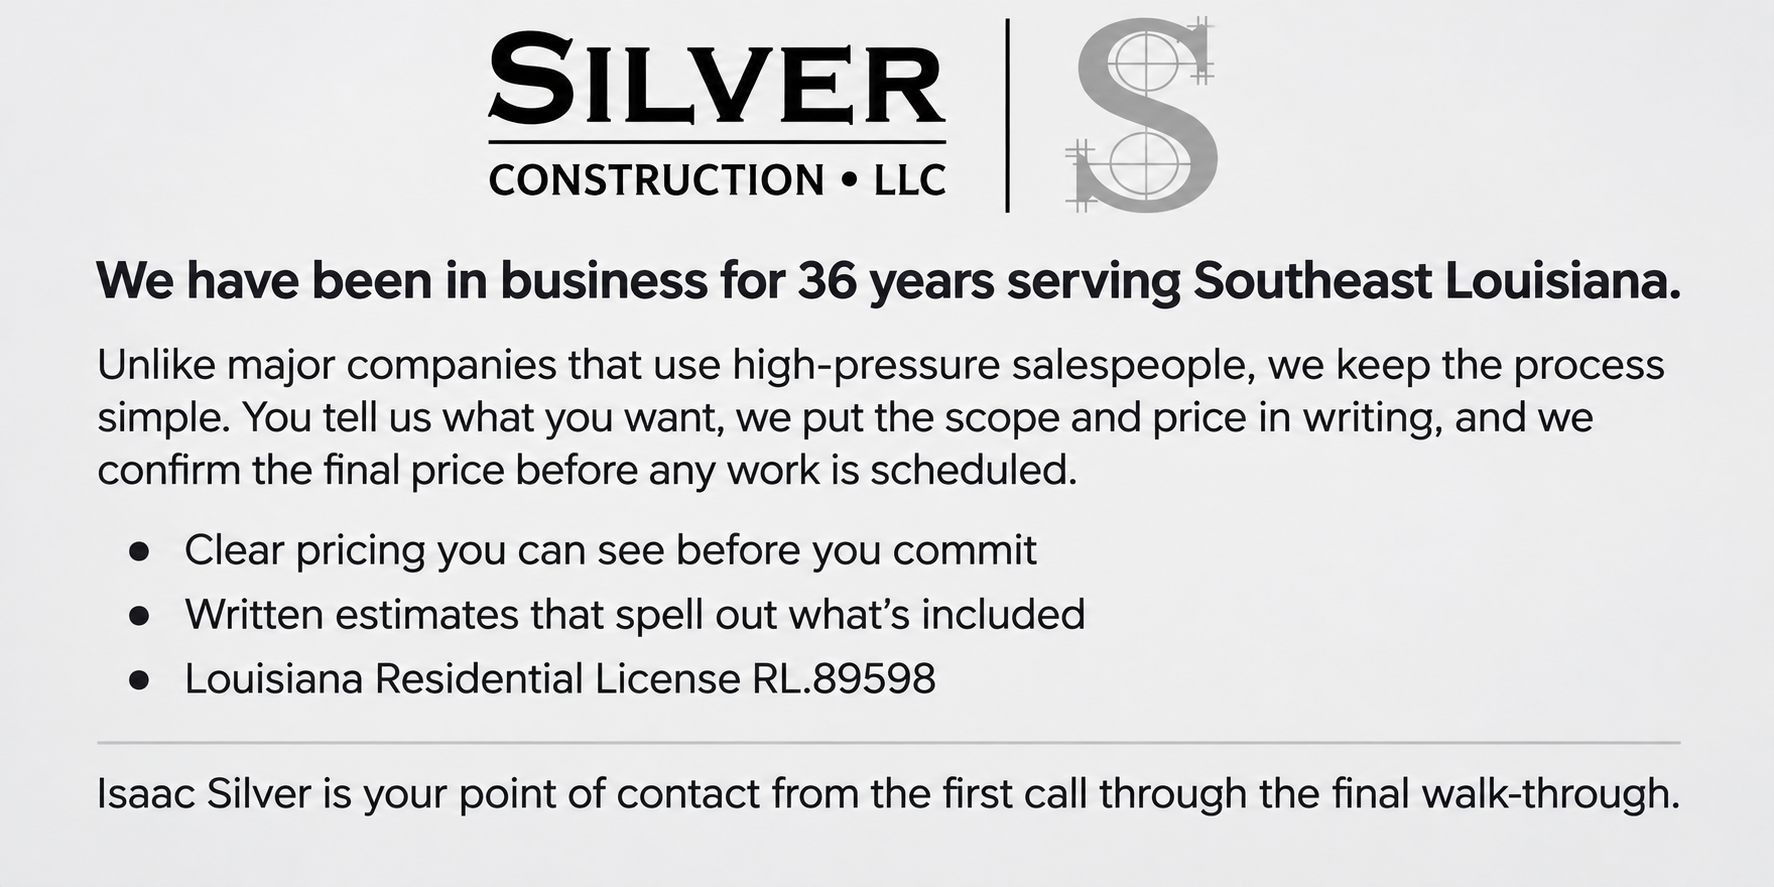 SILVER
CONSTRUCTION • LLC
S
We have been in business for 36 years serving Southeast Louisiana.
Unlike major companies that use high-pressure salespeople, we keep the process
simple. You tell us what you want, we put the scope and price in writing, and we
confirm the final price before any work is scheduled.
● Clear pricing you can see before you commit
● Written estimates that spell out what’s included
● Louisiana Residential License RL.89598
Isaac Silver is your point of contact from the first call through the final walk-through.